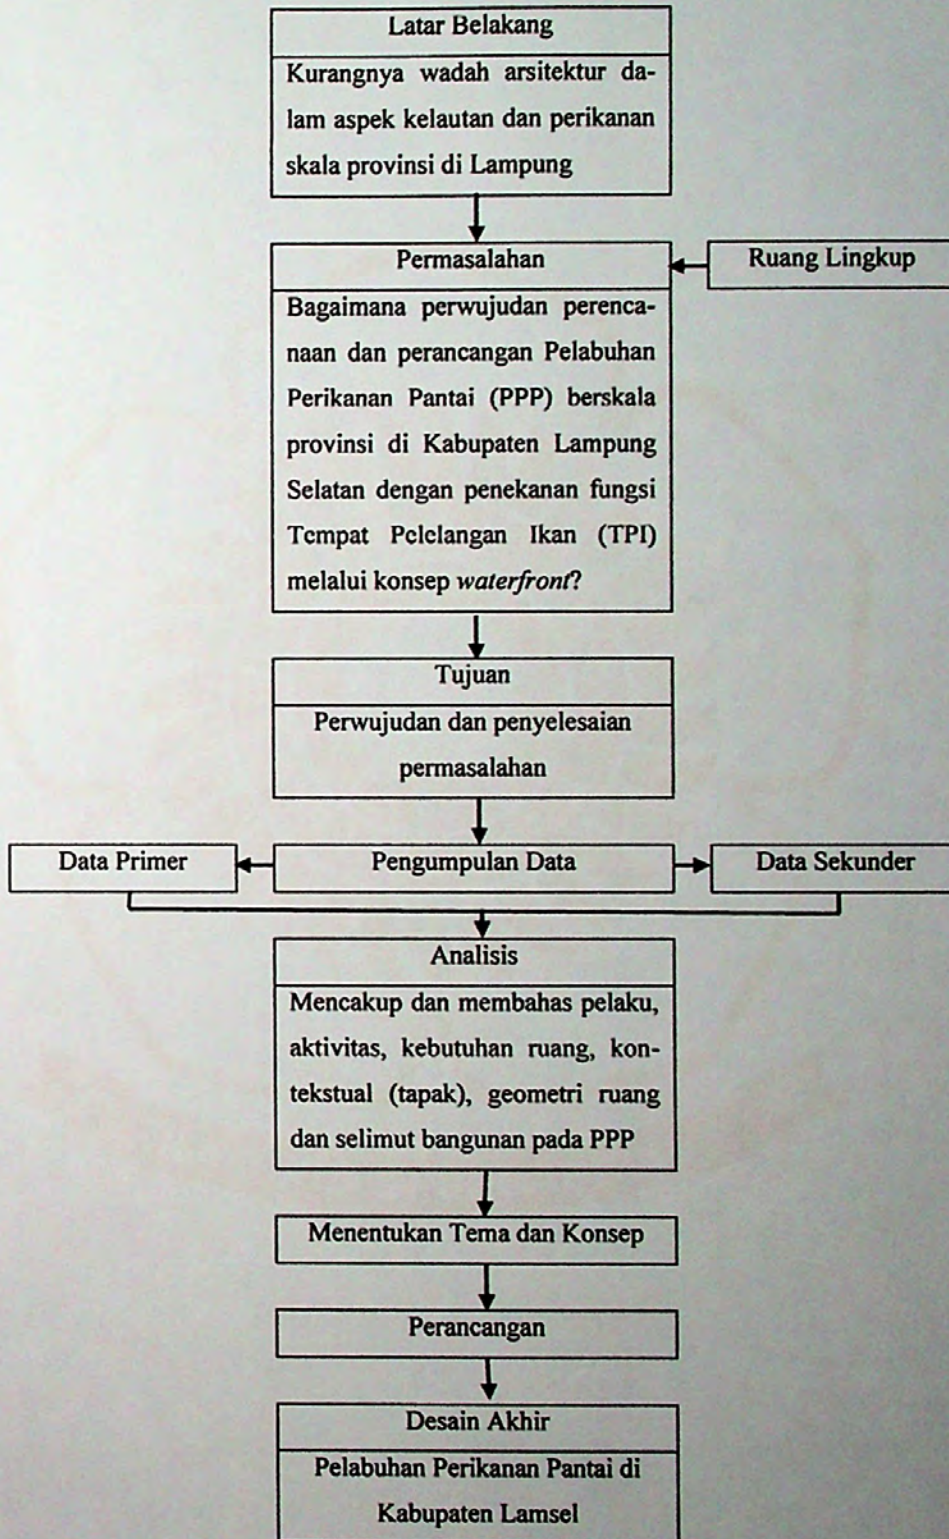 Latar Belakang
Kurangnya wadah arsitektur da-
lam aspek kelautan dan perikanan
skala provinsi di Lampung
Permasalahan
Ruang Lingkup
Bagaimana perwujudan perenca-
naan dan perancangan Pelabuhan
Perikanan Pantai (PPP) berskala
provinsi di Kabupaten Lampung
Selatan dengan penekanan fungsi
Tempat Pelelangan Ikan (TPI)
melalui konsep waterfront?
Tujuan
Perwujudan dan penyelesaian
permasalahan
Data Primer
Pengumpulan Data
Data Sekunder
Analisis
Mencakup dan membahas pelaku,
aktivitas, kebutuhan ruang, kon-
tekstual (tapak), geometri ruang
dan selimut bangunan pada PPP
Menentukan Tema dan Konsep
Perancangan
Desain Akhir
Pelabuhan Perikanan Pantai di
Kabupaten Lamsel